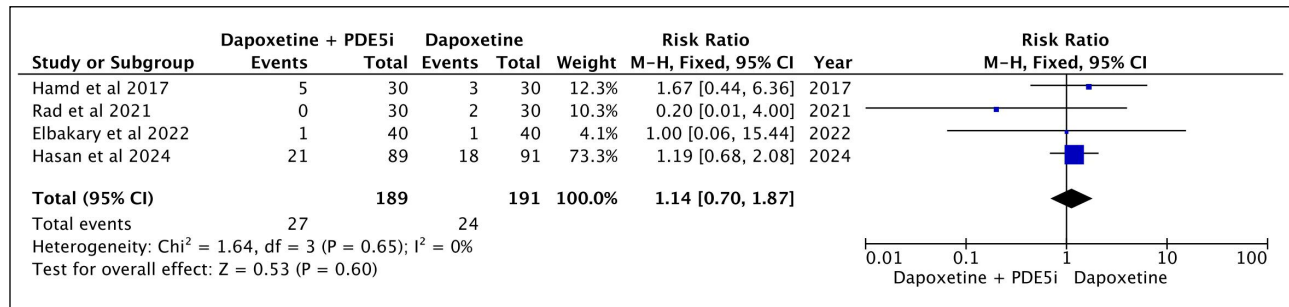 Dapoxetine + PDE5i Dapoxetine Risk Ratio Risk Ratio
Study or Subgroup Events Total Events Total Weight M-H, Fixed, 95% CI Year M-H, Fixed, 95% CI
Hamd et al 2017 5 30 3 30 12.3% 1.67 [0.44, 6.36] 2017
Rad et al 2021 0 30 2 30 10.3% 0.20 [0.01, 4.00] 2021
Elbakary et al 2022 1 40 1 40 4.1% 1.00 [0.06, 15.44] 2022
Hasan et al 2024 21 89 18 91 73.3% 1.19 [0.68, 2.08] 2024
Total (95% CI) 189 191 100.0% 1.14 [0.70, 1.87]
Total events 27 24
Heterogeneity: Chi² = 1.64, df = 3 (P = 0.65); I² = 0%
Test for overall effect: Z = 0.53 (P = 0.60)
0.01 0.1 1 10 100
Dapoxetine + PDE5i Dapoxetine